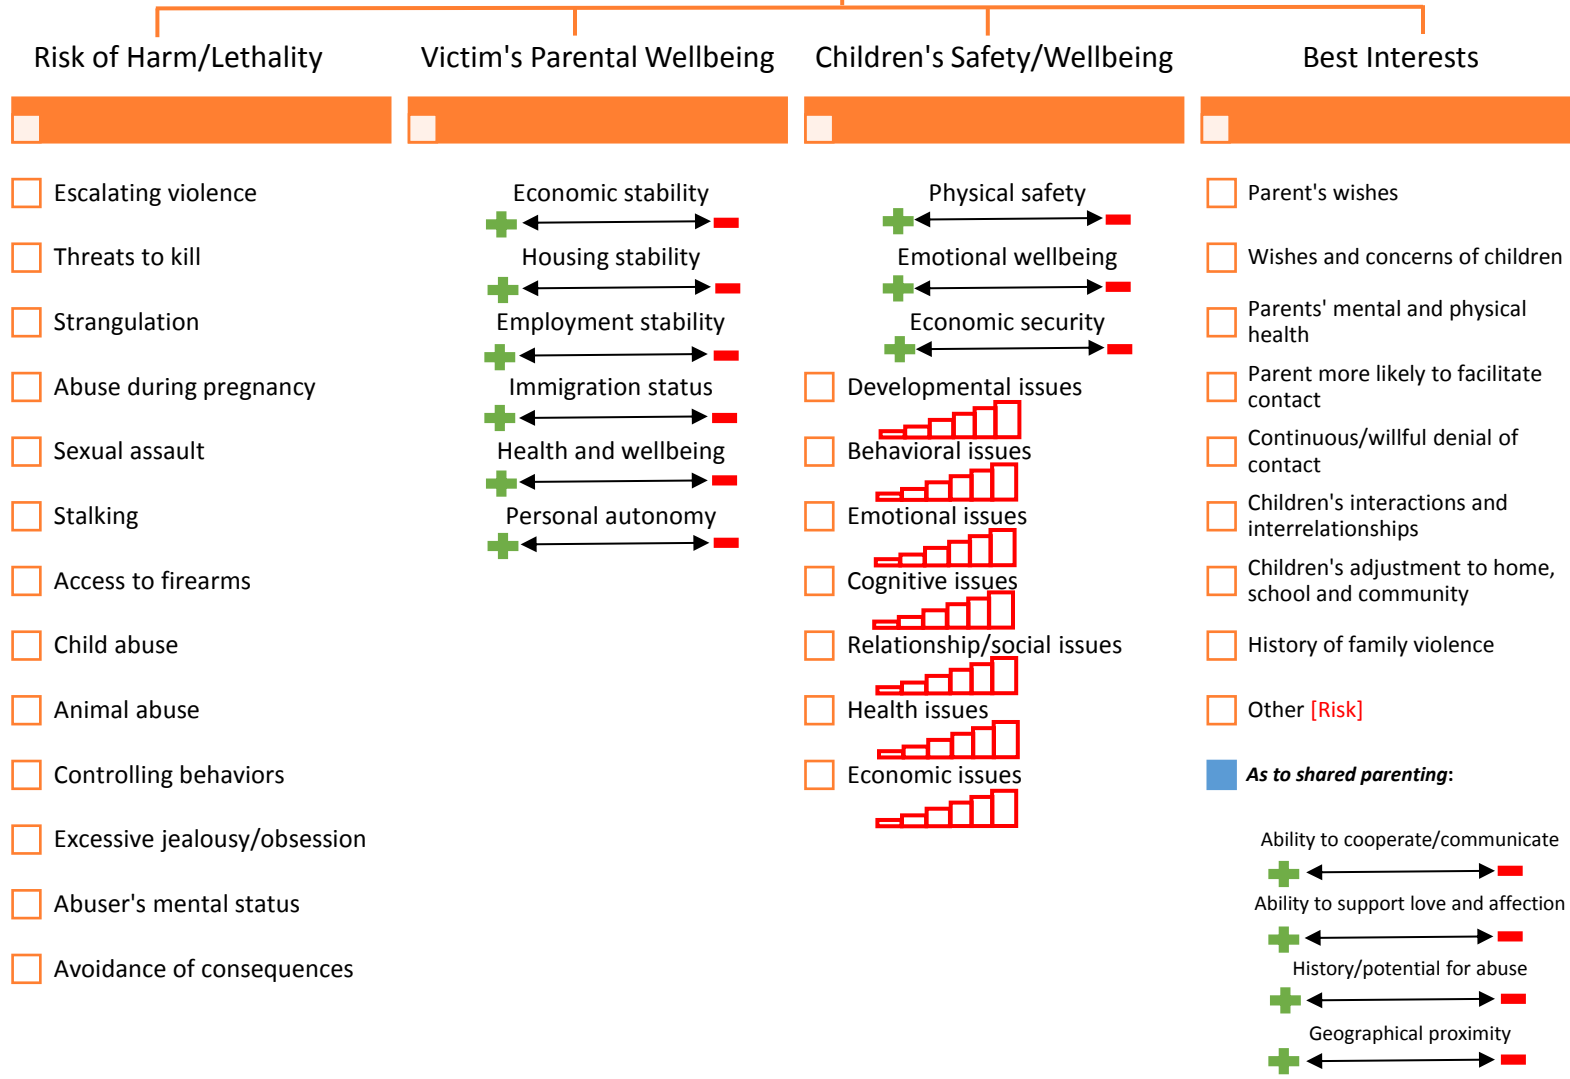 Risk of Harm/Lethality
Escalating violence
Threats to kill
Strangulation
Abuse during pregnancy
Sexual assault
Stalking
Access to firearms
Child abuse
Animal abuse
Controlling behaviors
Excessive jealousy/obsession
Abuser's mental status
Avoidance of consequences
Victim's Parental Wellbeing
Economic stability
Housing stability
Employment stability
Immigration status
Health and wellbeing
Personal autonomy
Children's Safety/Wellbeing
Physical safety
Emotional wellbeing
Economic security
Developmental issues
Behavioral issues
Emotional issues
Cognitive issues
Relationship/social issues
Health issues
Economic issues
Best Interests
Parent's wishes
Wishes and concerns of children
Parents' mental and physical
health
Parent more likely to facilitate
contact
Continuous/willful denial of
contact
Children's interactions and
interrelationships
Children's adjustment to home,
school and community
History of family violence
Other [Risk]
As to shared parenting:
Ability to cooperate/communicate
Ability to support love and affection
History/potential for abuse
Geographical proximity